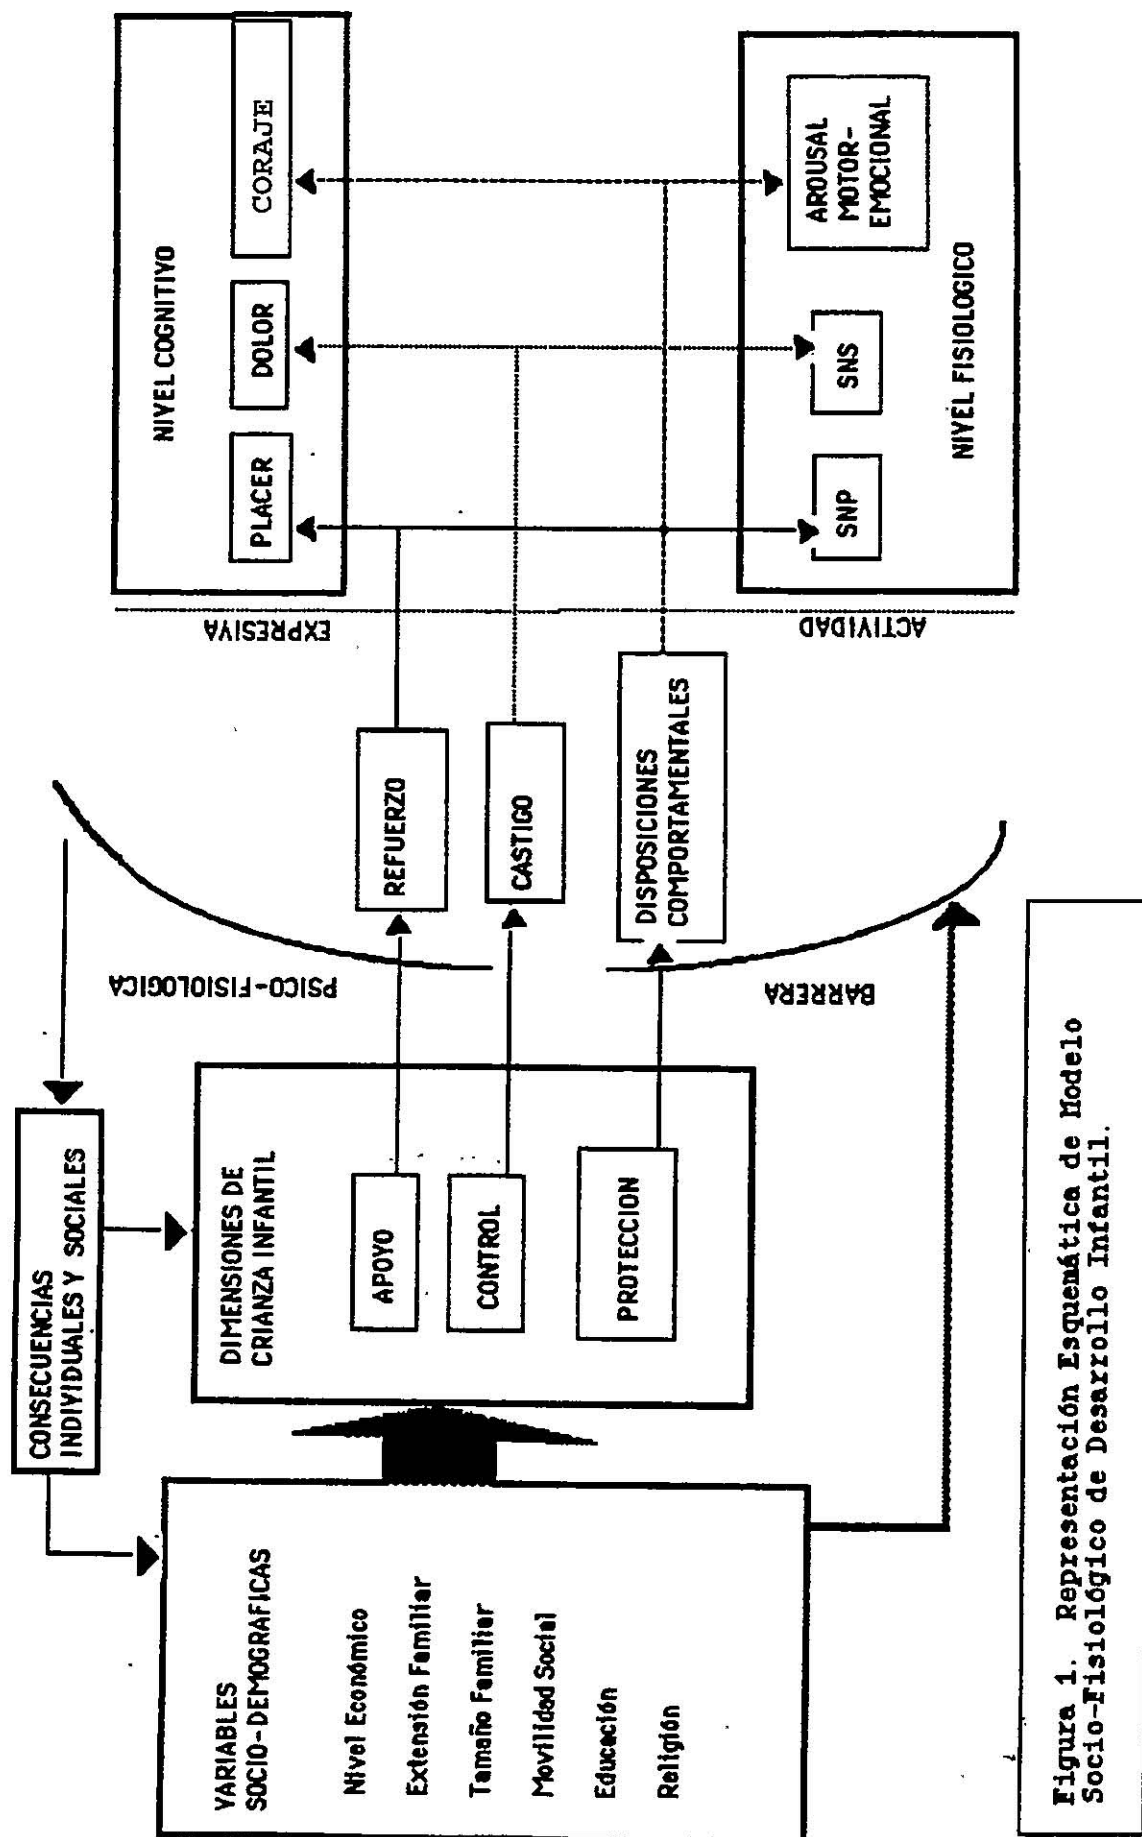 CONSECUENCIAS
INDIVIDUALES Y SOCIALES
VARIABLES
SOCIO-DEMOGRAFICAS
Nivel Económico
Extensión Familiar
Tamaño Familiar
Movilidad Social
Educación
Religión
DIMENSIONES DE
CRIANZA INFANTIL
APOYO
CONTROL
PROTECCION
PSICO-FISIOLOGICA
BARRERA
REFUERZO
CASTIGO
DISPOSICIONES
COMPORTAMENTALES
EXPRESIVA
ACTIVIDAD
NIVEL COGNITIVO
PLACER
DOLOR
CORAJE
SNP
SNS
AROUSAL
MOTOR-
EMOCIONAL
NIVEL FISIOLOGICO
Figura 1. Representación Esquemática de Modelo
Socio-Fisiológico de Desarrollo Infantil.